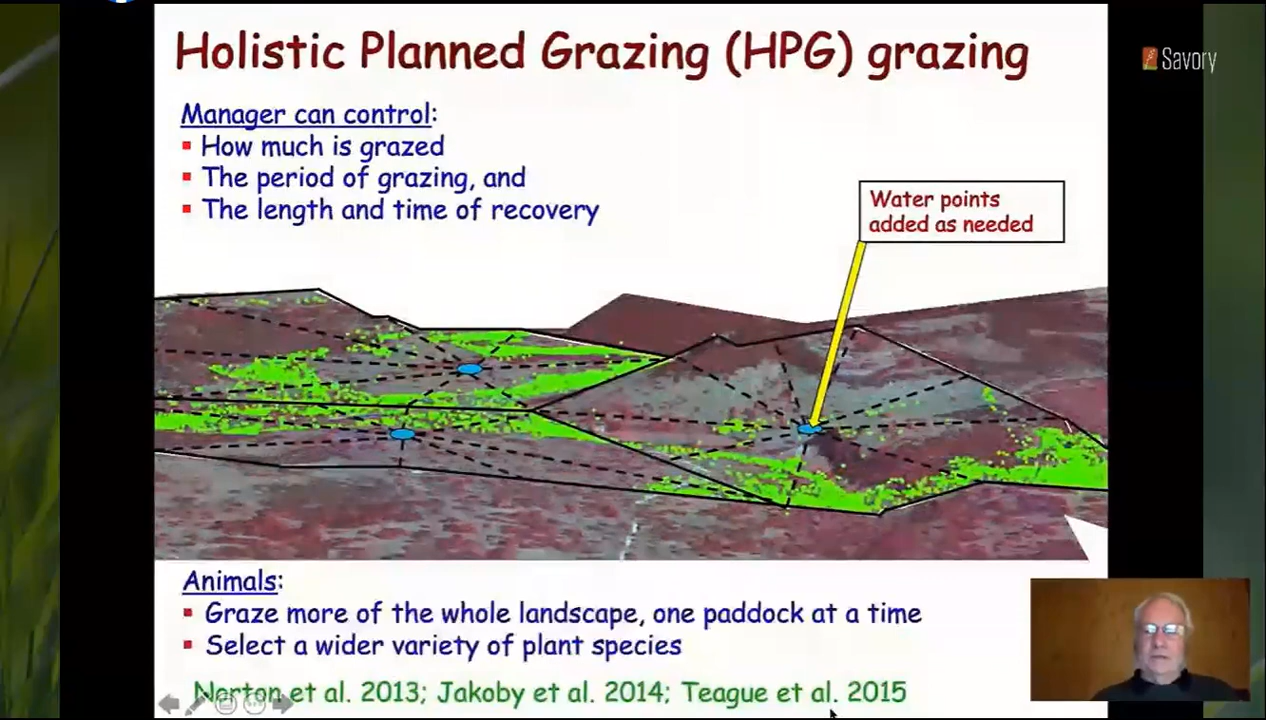 Holistic Planned Grazing (HPG) grazing
Savory
Manager can control:
How much is grazed
The period of grazing, and
The length and time of recovery
Water points
added as needed
Animals:
Graze more of the whole landscape, one paddock at a time
Select a wider variety of plant species
Norton et al. 2013; Jakoby et al. 2014; Teague et al. 2015